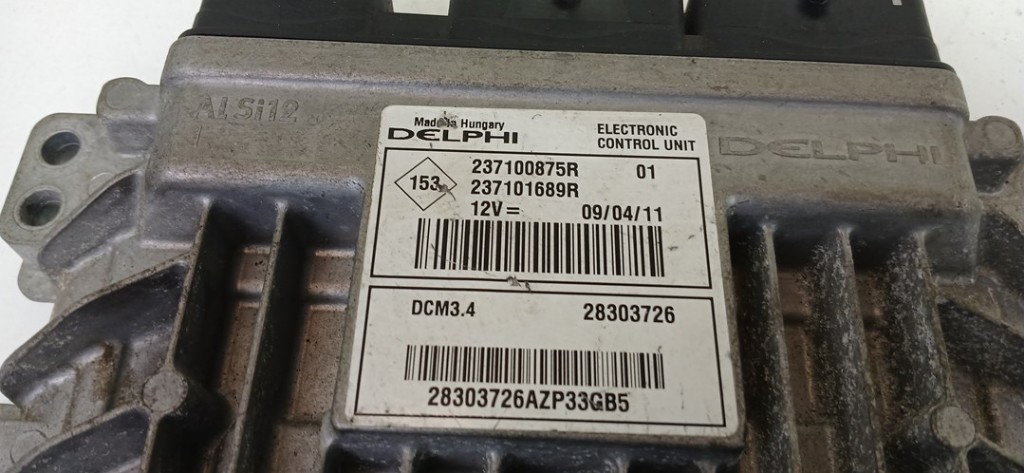 ALSi12
Made in Hungary
DELPHI
ELECTRONIC
CONTROL UNIT
DELPHI
153
237100875R 01
237101689R
12V= 09/04/11
DCM3.4 28303726
28303726AZP33GB5